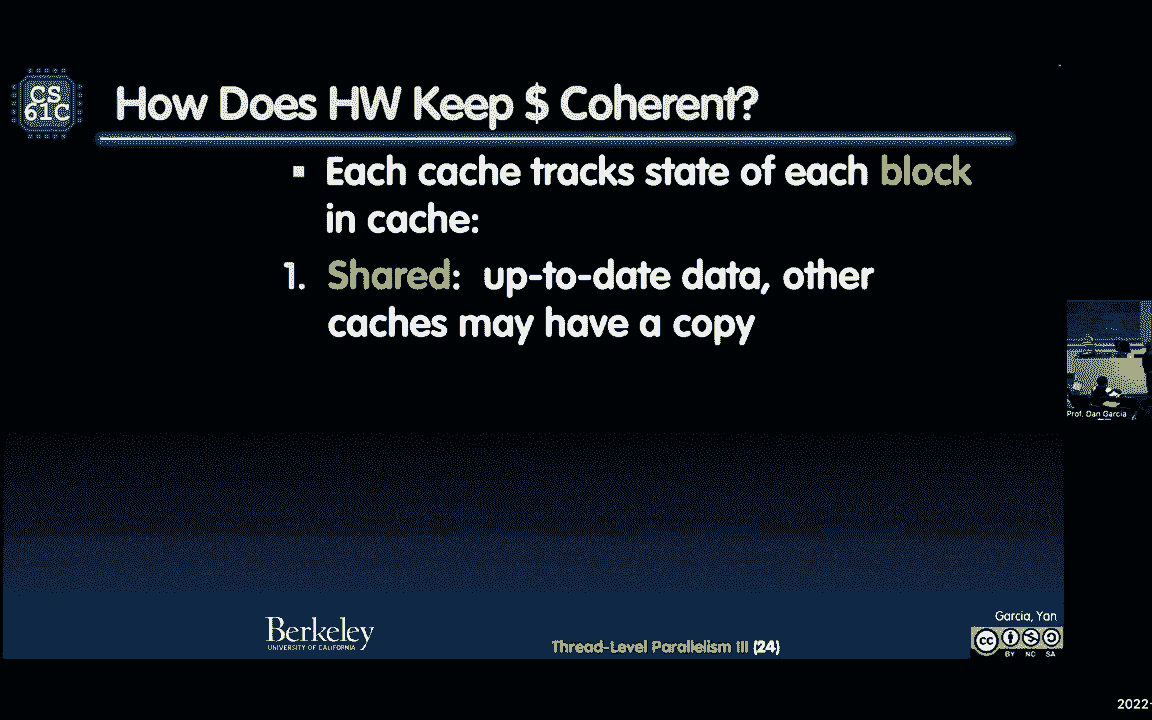 CS
61C
How Does HW Keep $ Coherent?
▪ Each cache tracks state of each block
in cache:
1. Shared: up-to-date data, other
caches may have a copy
Prof. Dan Garcia
Garcia, Yan
Berkeley
UNIVERSITY OF CALIFORNIA
Thread-Level Parallelism III (24)
cc
BY NC SA
2022-